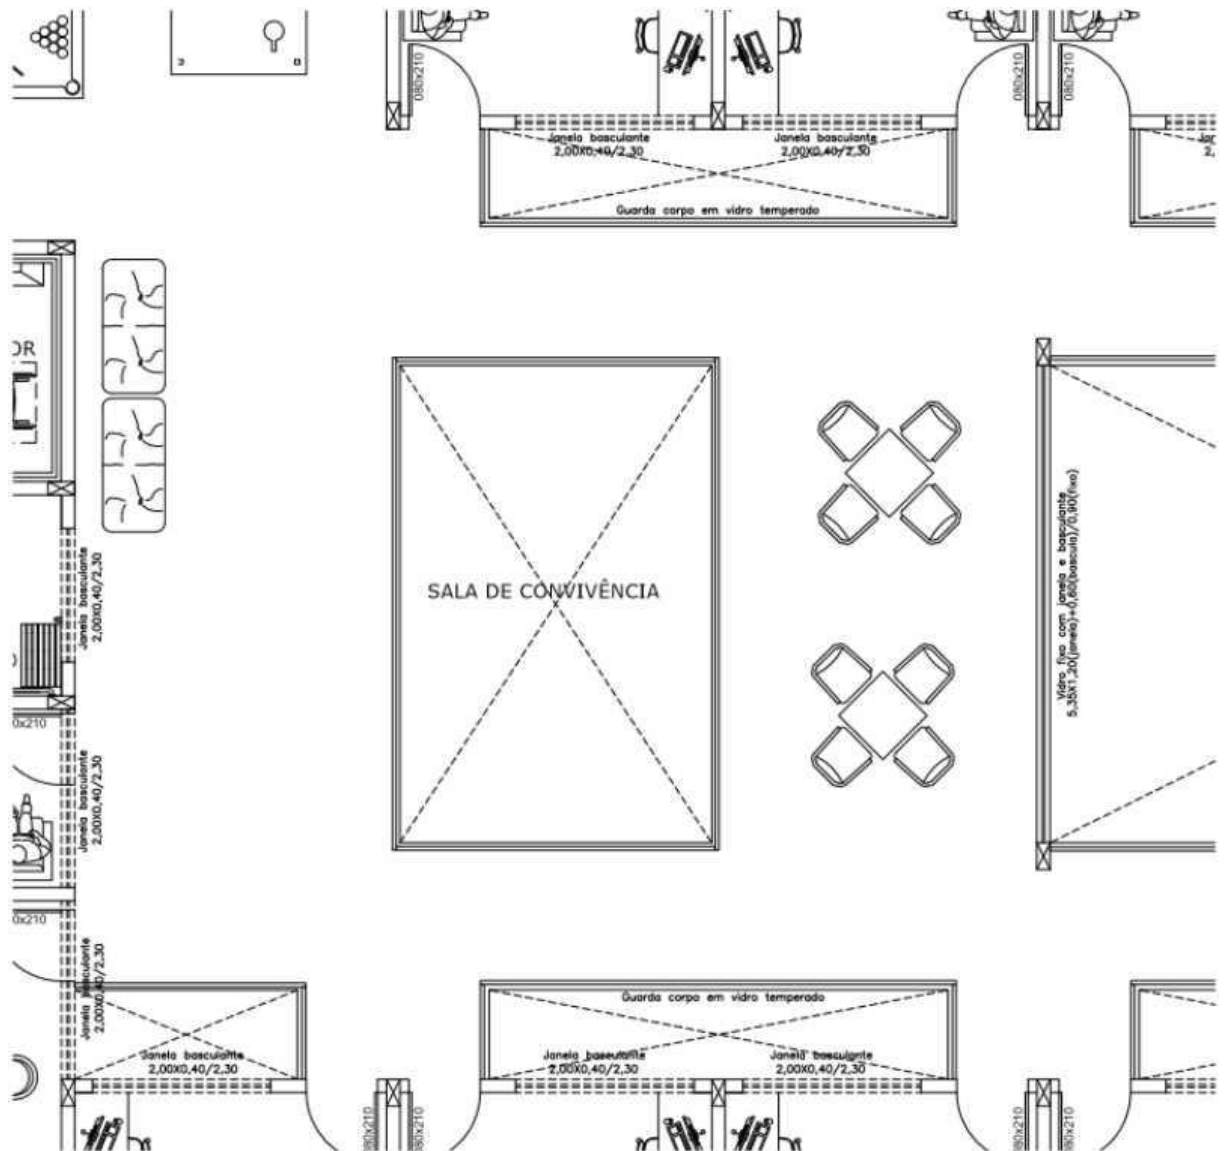 080x210
080x210
080x210
Janela basculante
2,00X0,40/2,30
Janela basculante
2,00X0,40/2,30
Guarda corpo em vidro temperado
OR
SALA DE CONVIVÊNCIA
Janela basculante
2,00X0,40/2,30
Vidro fixo com janela e basculante
5,35X1,20(janela)+0,60(bascula)/0,90(fixo)
0x210
Janela basculante
2,00X0,40/2,30
0x210
Janela basculante
2,00X0,40/2,30
Guarda corpo em vidro temperado
Janela basculante
2,00X0,40/2,30
Janela basculante
2,00X0,40/2,30
Janela basculante
2,00X0,40/2,30
080x210
080x210
080x210
080x210